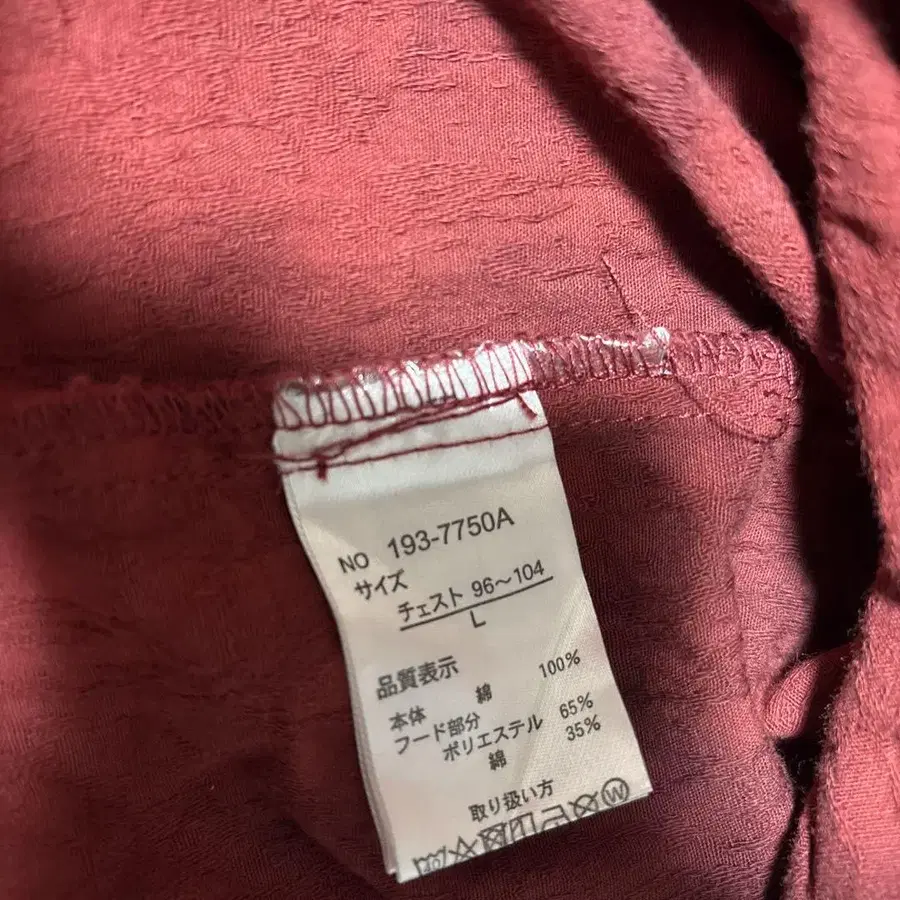 NO 193-7750A
サイズ
チェスト 96～104
L
品質表示
本体 綿 100%
フード部分
ポリエステル 65%
綿 35%
取り扱い方
W